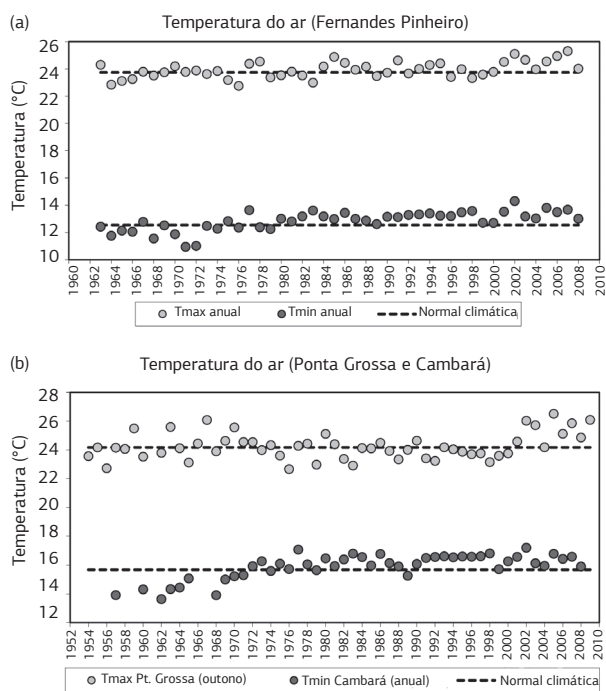 (a) Temperatura do ar (Fernandes Pinheiro)
Temperatura (°C)
26
24
22
20
18
16
14
12
10
1960 1962 1964 1966 1968 1970 1972 1974 1976 1978 1980 1982 1984 1986 1988 1990 1992 1994 1996 1998 2000 2002 2004 2006 2008 2010
Tmax anual Tmin anual Normal climática
(b) Temperatura do ar (Ponta Grossa e Cambará)
Temperatura (°C)
28
26
24
22
20
18
16
14
12
1952 1954 1956 1958 1960 1962 1964 1966 1968 1970 1972 1974 1976 1978 1980 1982 1984 1986 1988 1990 1992 1994 1996 1998 2000 2002 2004 2006 2008 2010
Tmax Pt. Grossa (outono) Tmin Cambará (anual) Normal climática